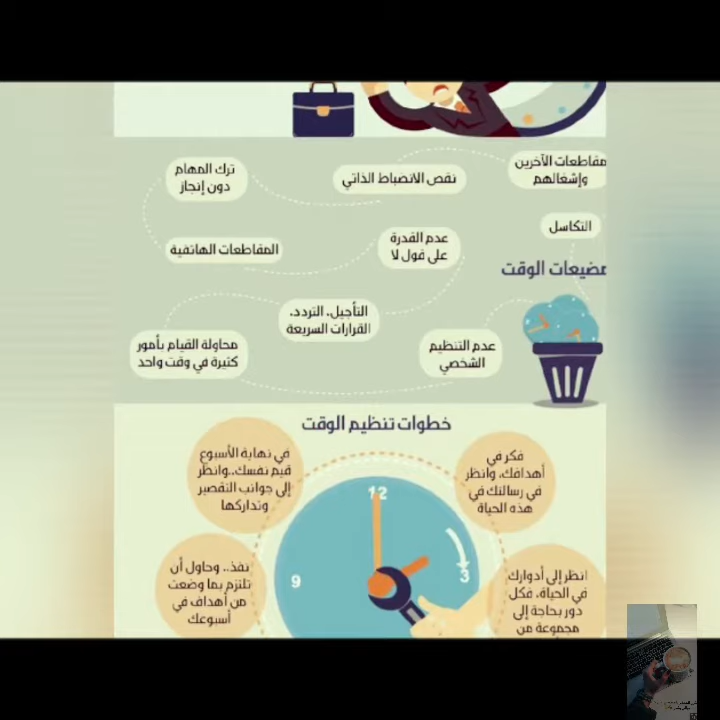 مقاطعات الآخرين
وإشغالهم
نقص الانضباط الذاتي
ترك المهام
دون إنجاز
التكاسل
عدم القدرة
على قول لا
المقاطعات الهاتفية
مضيعات الوقت
التأجيل، التردد،
القرارات السريعة
عدم التنظيم
الشخصي
محاولة القيام بأمور
كثيرة في وقت واحد
خطوات تنظيم الوقت
فكر في
أهدافك، وانظر
في رسالتك في
هذه الحياة
في نهاية الأسبوع
قيم نفسك..وانظر
إلى جوانب التقصير
وتداركها
12
3
9
انظر إلى أدوارك
في الحياة، فكل
دور بحاجة إلى
مجموعة من
نفذ.. وحاول أن
تلتزم بما وضعت
من أهداف في
أسبوعك